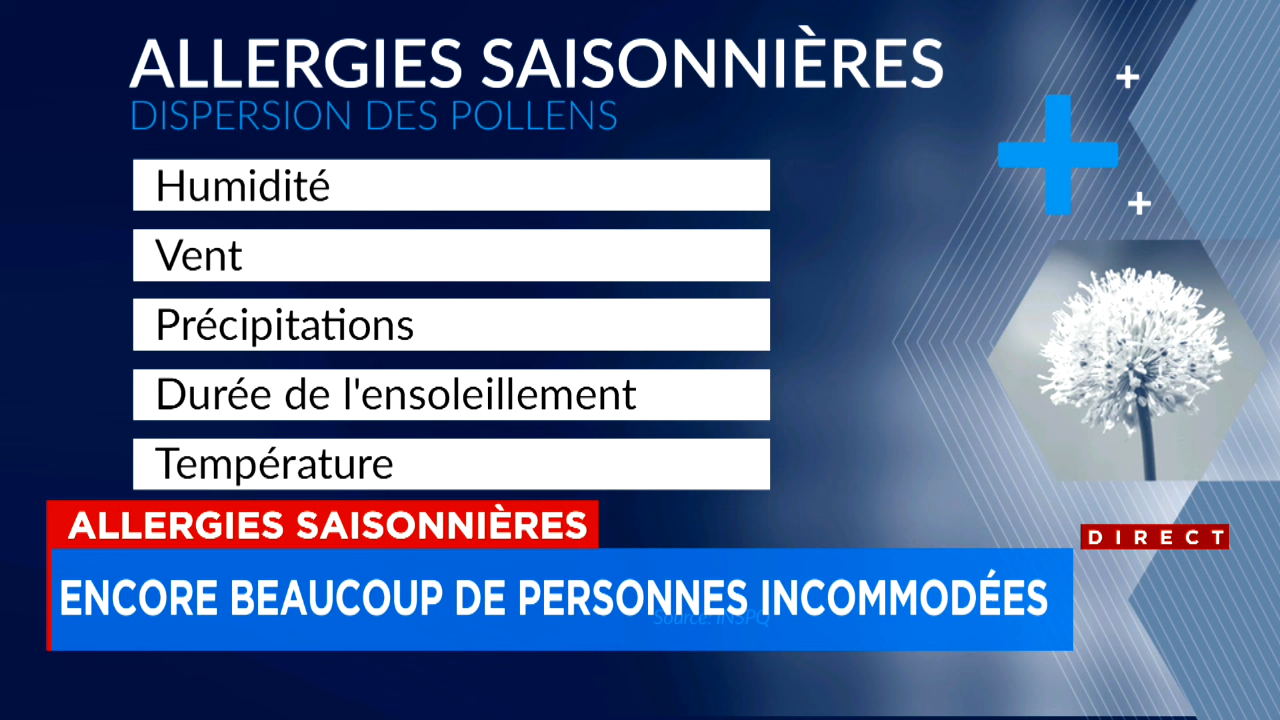 ALLERGIES SAISONNIÈRES
DISPERSION DES POLLENS
Humidité
Vent
Précipitations
Durée de l'ensoleillement
Température
ALLERGIES SAISONNIÈRES
DIRECT
ENCORE BEAUCOUP DE PERSONNES INCOMMODÉES
Source: INSPQ